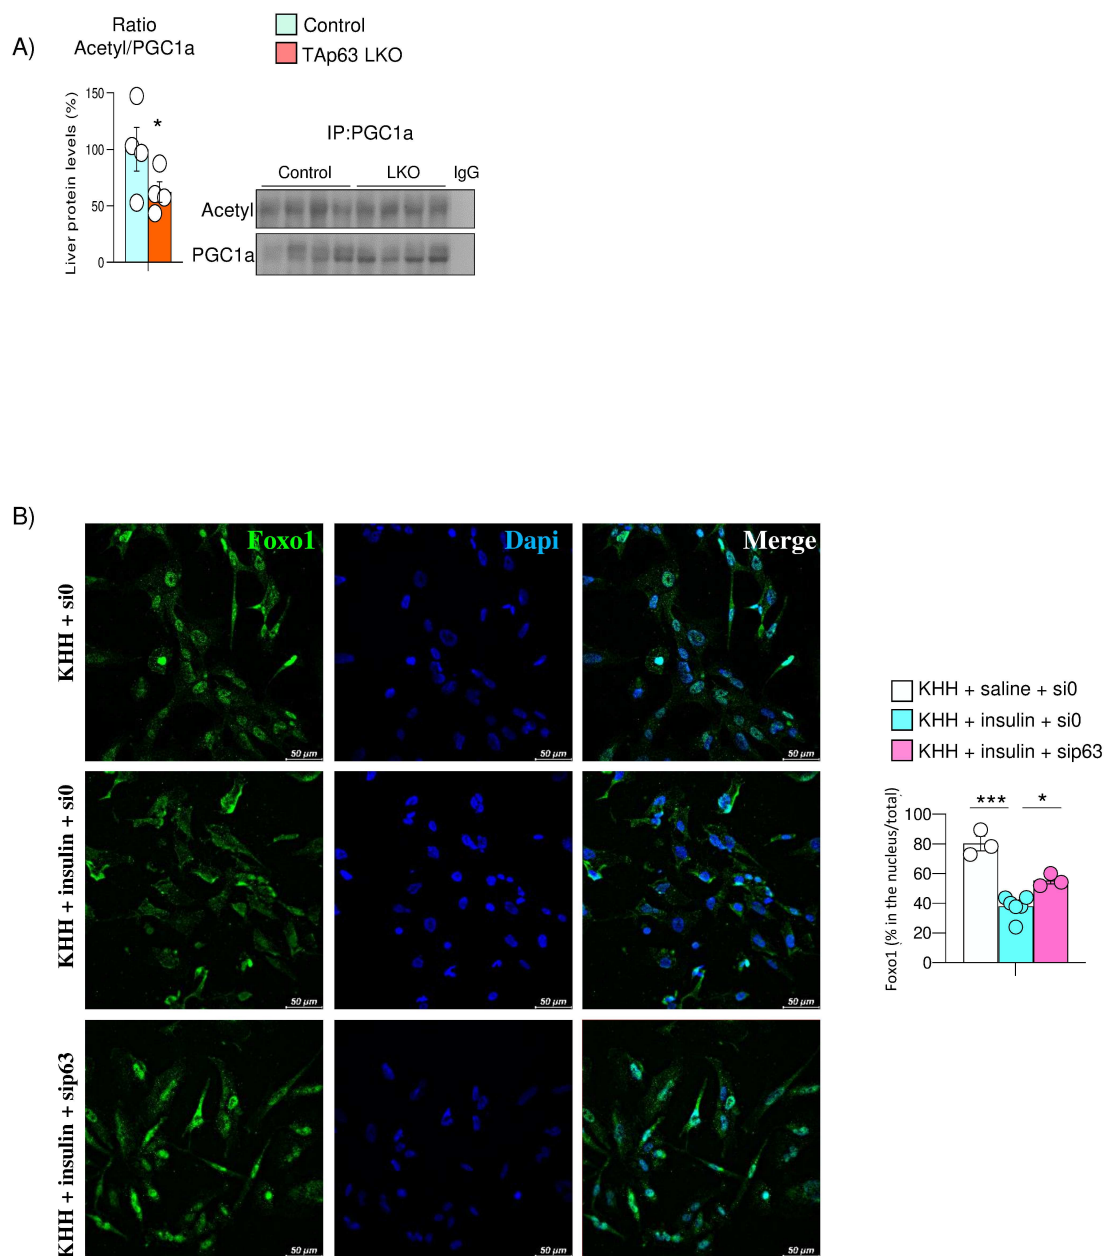 A)
Ratio
Acetyl/PGC1a
Control
TAp63 LKO
Liver protein levels (%)
150
100
50
0
*
IP:PGC1a
Control LKO IgG
Acetyl
PGC1a
B)
Foxo1 Dapi Merge
KHH + si0
50 µm 50 µm 50 µm
KHH + insulin + si0
50 µm 50 µm 50 µm
KHH + insulin + sip63
50 µm 50 µm 50 µm
KHH + saline + si0
KHH + insulin + si0
KHH + insulin + sip63
Foxo1 (% in the nucleus/total)
100
80
60
40
20
0
*** *